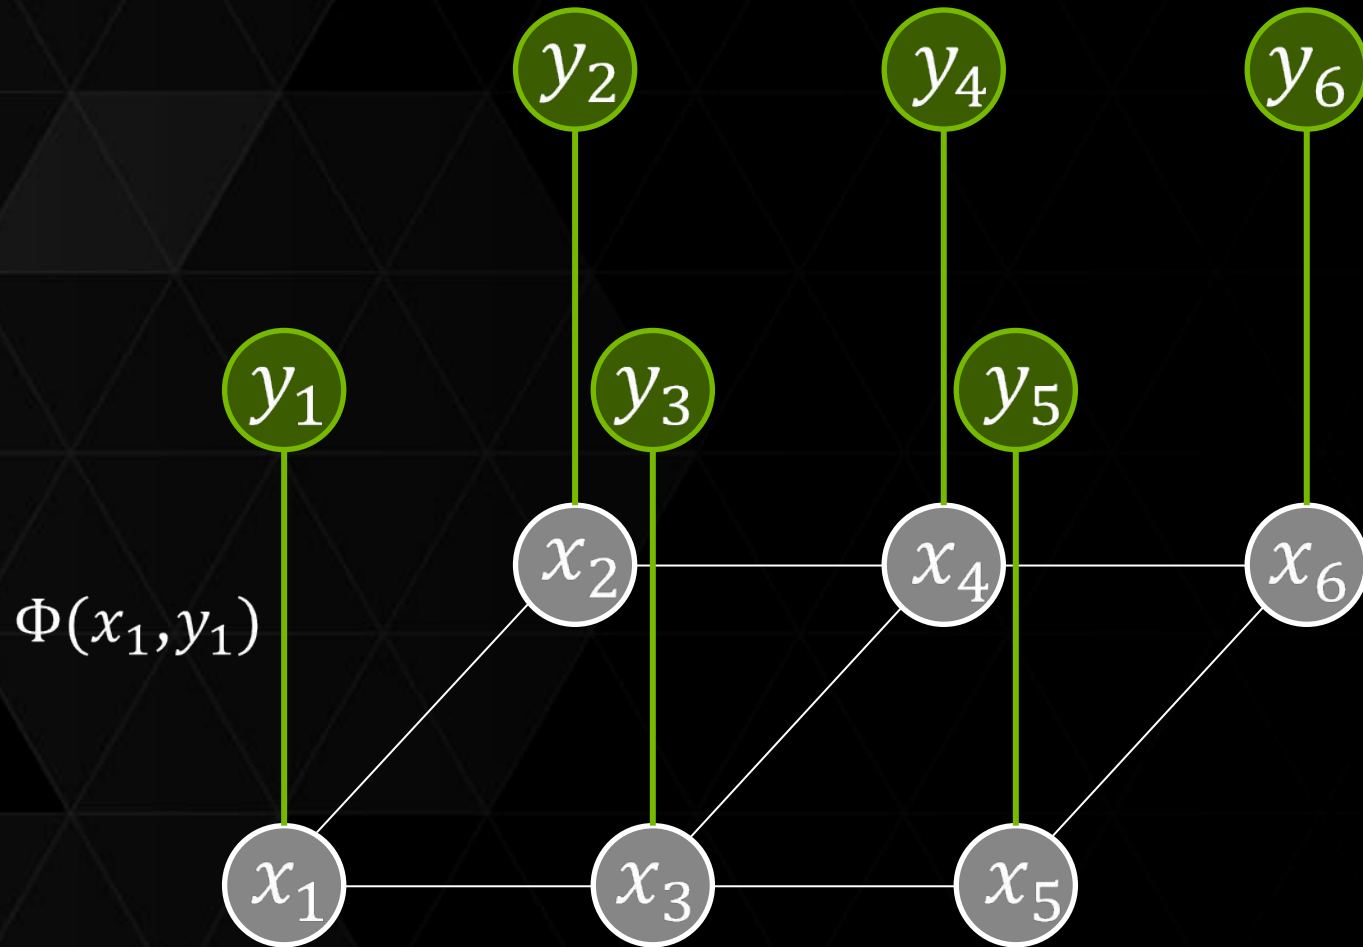 y₂ y₄ y₆
y₁ y₃ y₅
x₂ x₄ x₆
Φ(x₁,y₁)
x₁ x₃ x₅